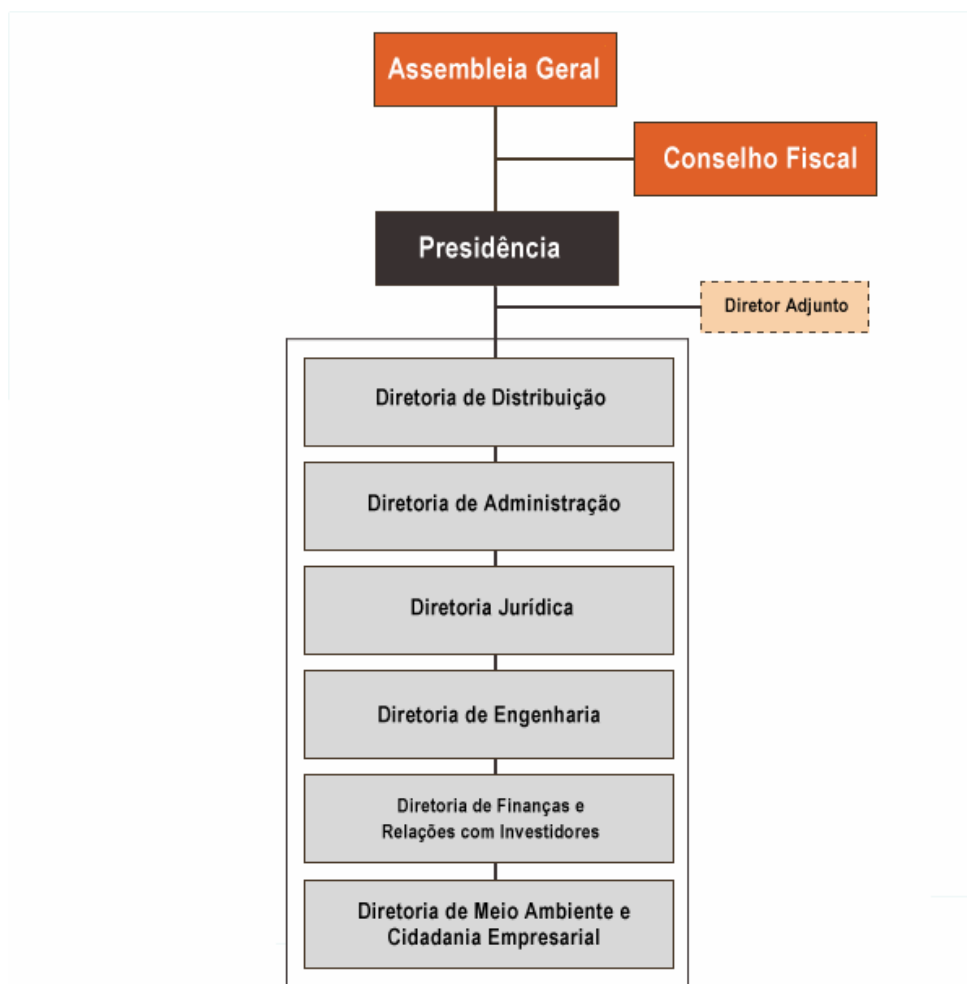 Assembleia Geral
Conselho Fiscal
Presidência
Diretor Adjunto
Diretoria de Distribuição
Diretoria de Administração
Diretoria Jurídica
Diretoria de Engenharia
Diretoria de Finanças e
Relações com Investidores
Diretoria de Meio Ambiente e
Cidadania Empresarial